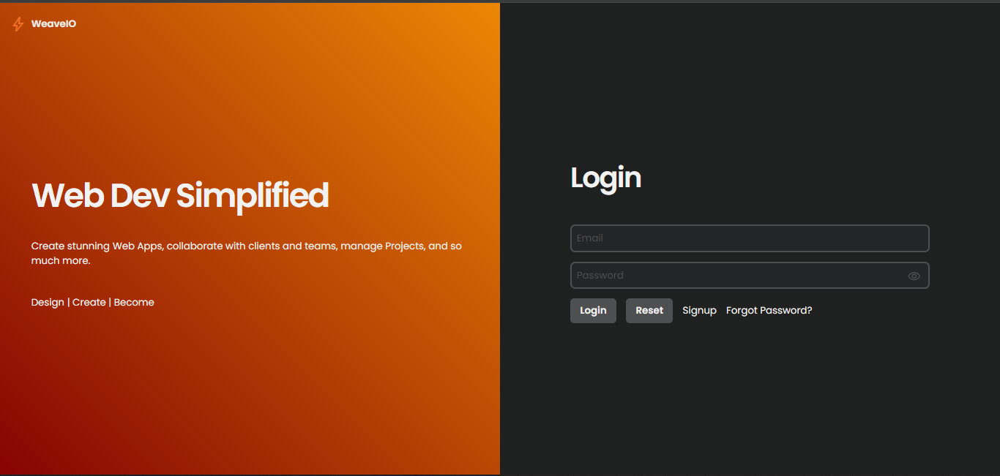 WeaveIO
Web Dev Simplified
Create stunning Web Apps, collaborate with clients and teams, manage Projects, and so
much more.
Design | Create | Become
Login
Email
Password
Login Reset Signup Forgot Password?